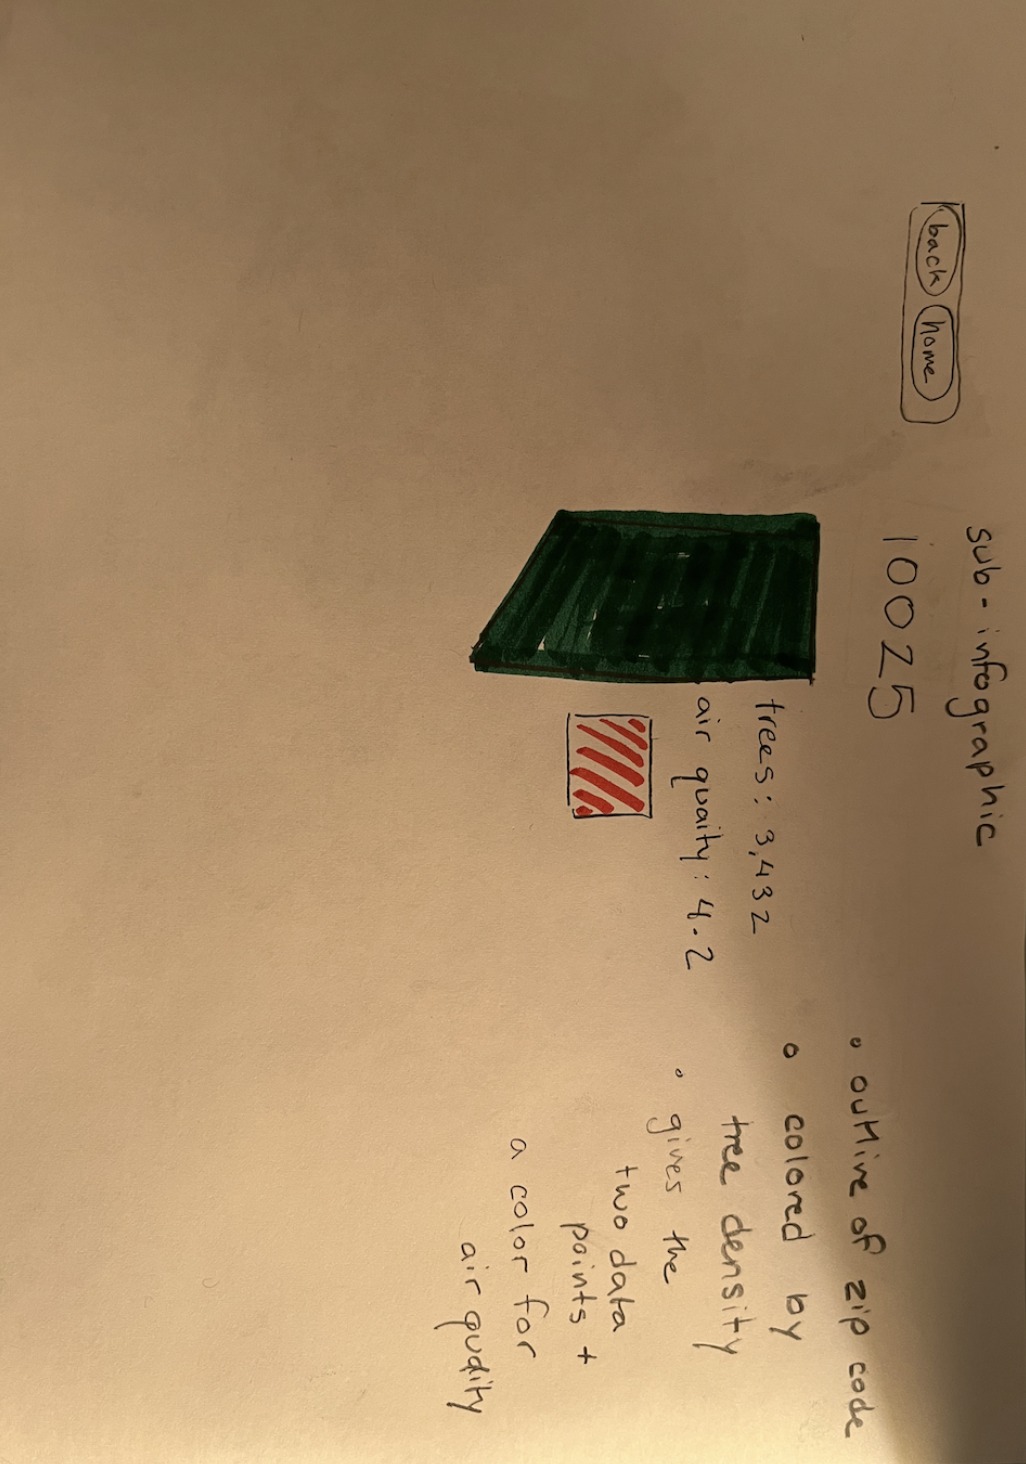 sub-infographic
back home
10025
trees: 3,432
air quaity: 4.2
outline of zip code
colored by
tree density
gives the
two data
points +
a color for
air quality